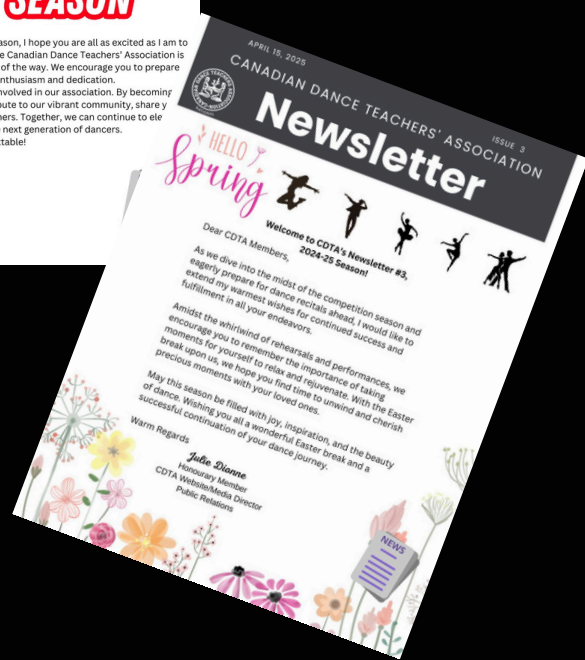 SEASON
ason, I hope you are all as excited as I am to
e Canadian Dance Teachers' Association is
of the way. We encourage you to prepare
nthusiasm and dedication.
nvolved in our association. By becoming
bute to our vibrant community, share y
ners. Together, we can continue to ele
next generation of dancers.
table!
APRIL 15, 2025
ISSUE 3
CANADIAN DANCE TEACHERS' ASSOCIATION
Newsletter
HELLO
Spring
Welcome to CDTA's Newsletter #3,
2024-25 Season!
Dear CDTA Members,
As we dive into the midst of the competition season and
eagerly prepare for dance recitals ahead, I would like to
extend my warmest wishes for continued success and
fulfillment in all your endeavors.
Amidst the whirlwind of rehearsals and performances, we
encourage you to remember the importance of taking
moments for yourself to relax and rejuvenate. With the Easter
break upon us, we hope you find time to unwind and cherish
precious moments with your loved ones.
May this season be filled with joy, inspiration, and the beauty
of dance. Wishing you all a wonderful Easter break and a
successful continuation of your dance journey.
Warm Regards
Julie Dionne
Honourary Member
CDTA Website/Media Director
Public Relations
NEWS